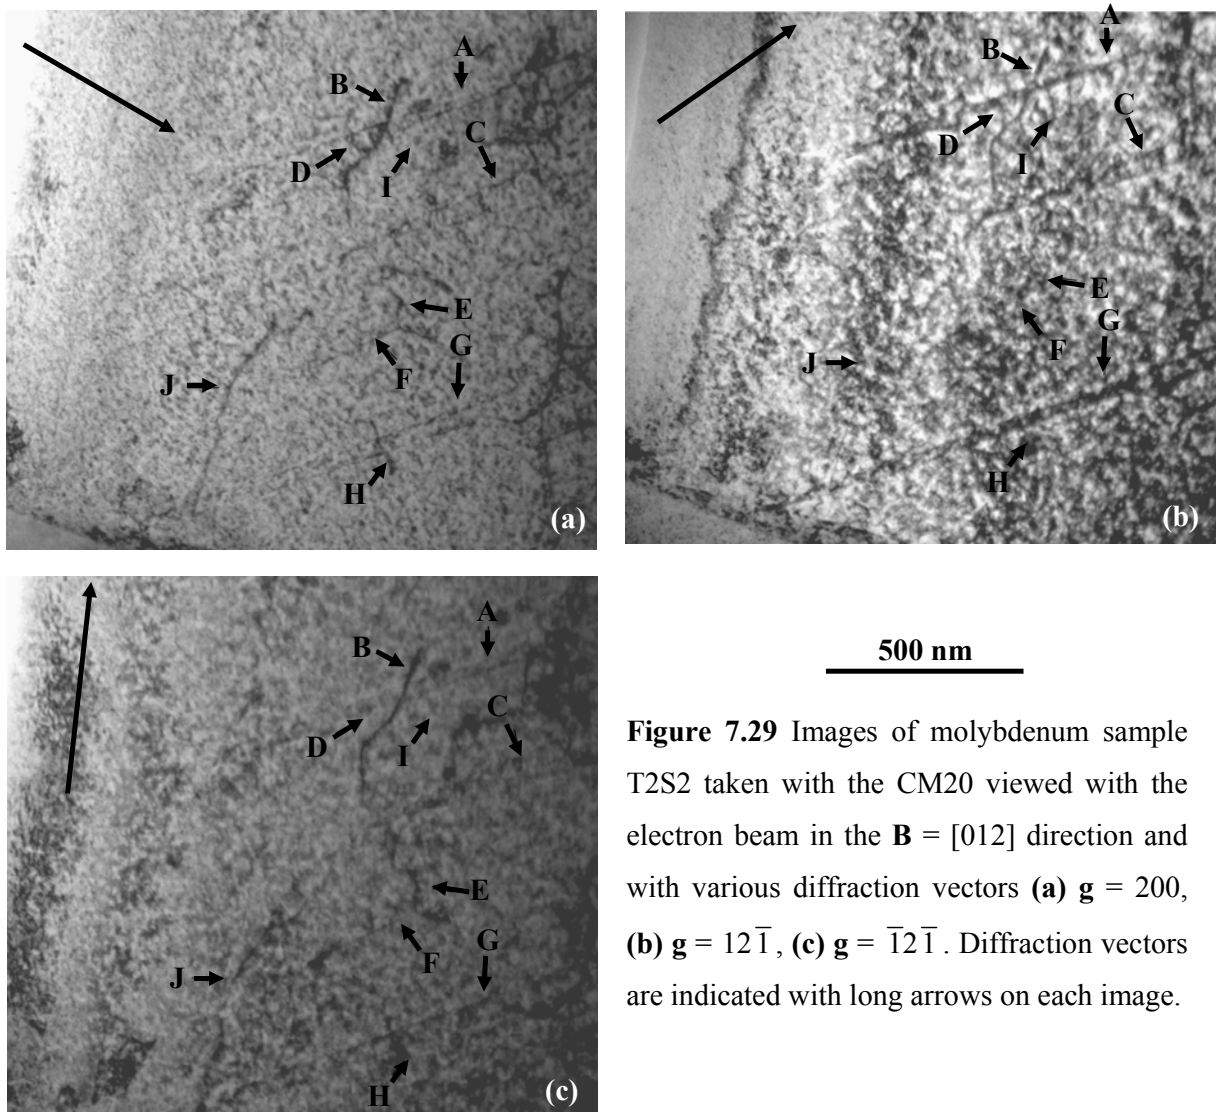 A
B
C
D
I
E
G
F
J
H
(a)
A
B
C
D
I
E
G
F
J
H
(b)
A
B
C
D
I
E
F
G
J
H
(c)
500 nm
Figure 7.29 Images of molybdenum sample
T2S2 taken with the CM20 viewed with the
electron beam in the B = [012] direction and
with various diffraction vectors (a) g = 200,
(b) g = 121̅, (c) g = 1̅21̅. Diffraction vectors
are indicated with long arrows on each image.